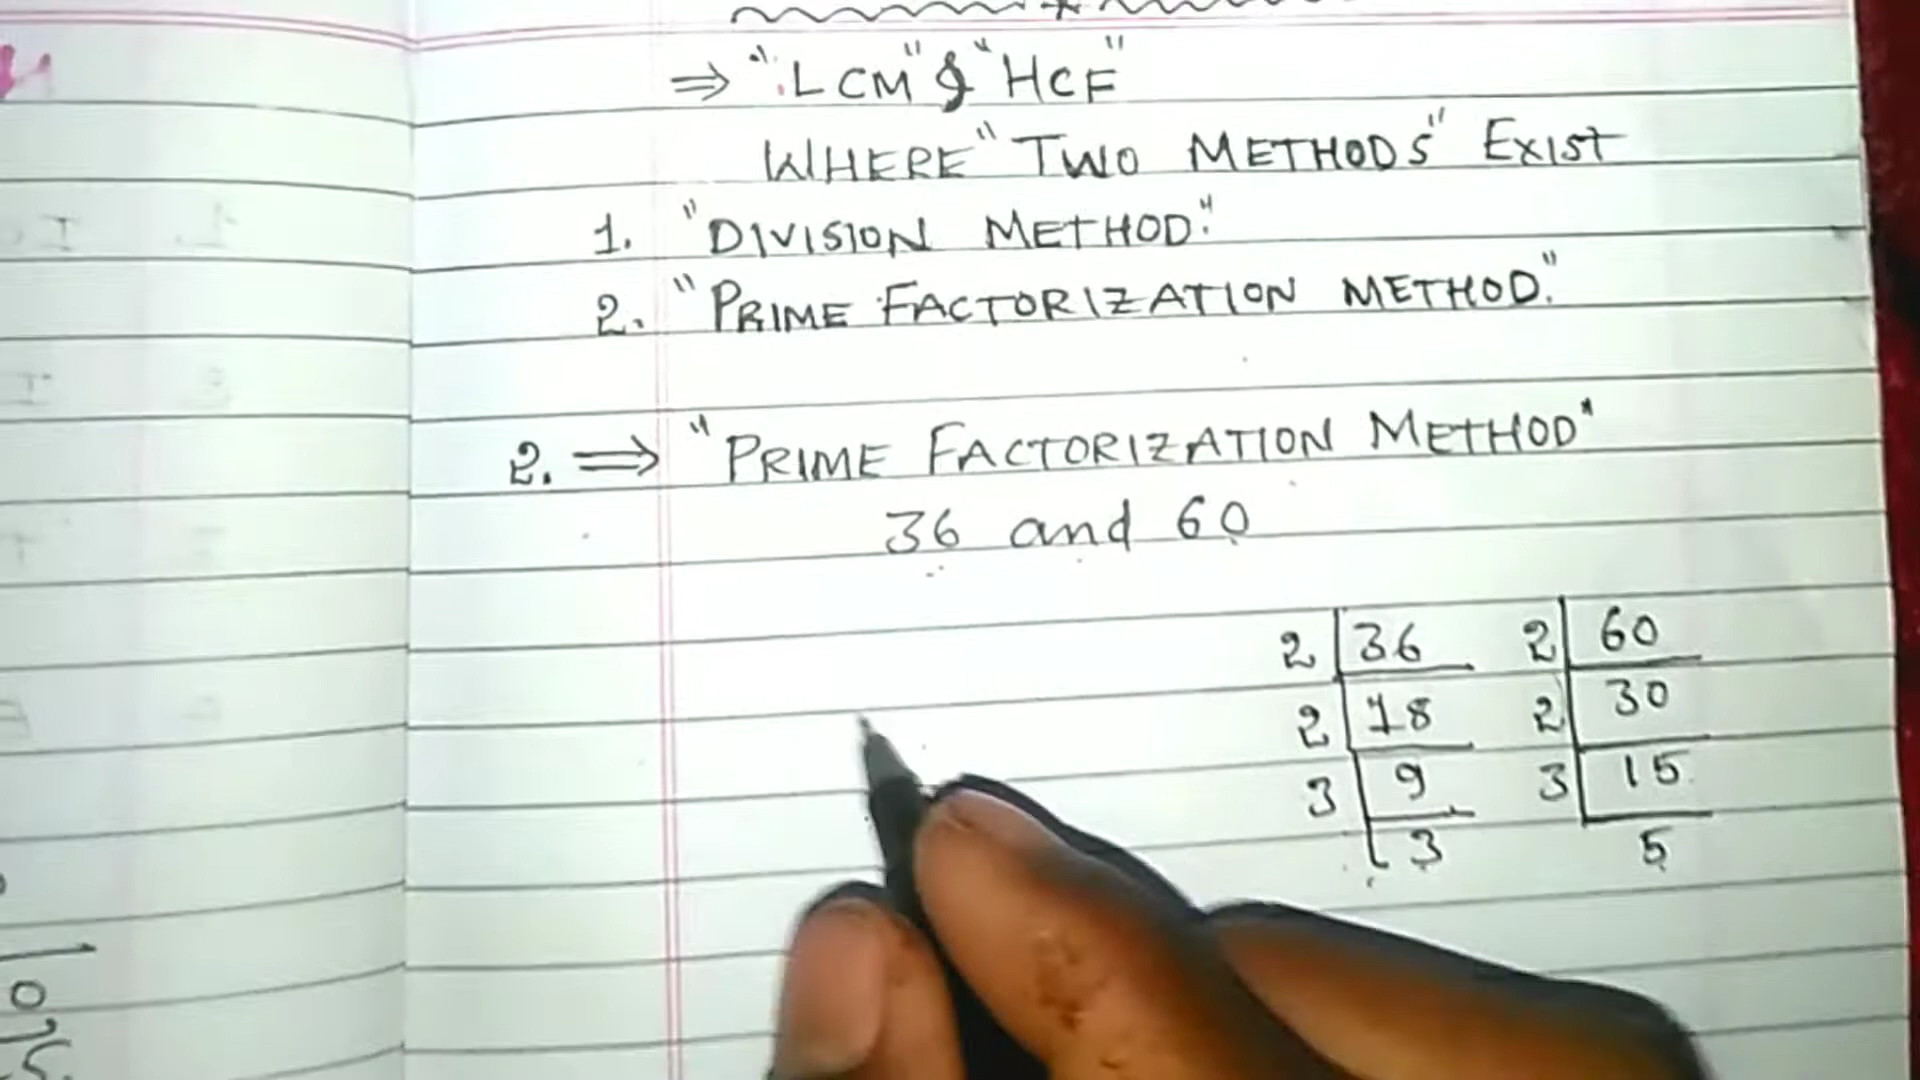 ⇒ "LCM" & "HCF"
WHERE "TWO METHODS" EXIST
1. "DIVISION METHOD."
2. "PRIME FACTORIZATION METHOD."
2. ⇒ "PRIME FACTORIZATION METHOD"
36 and 60
2 36 2 60
2 18 2 30
3 9 3 15
3 5